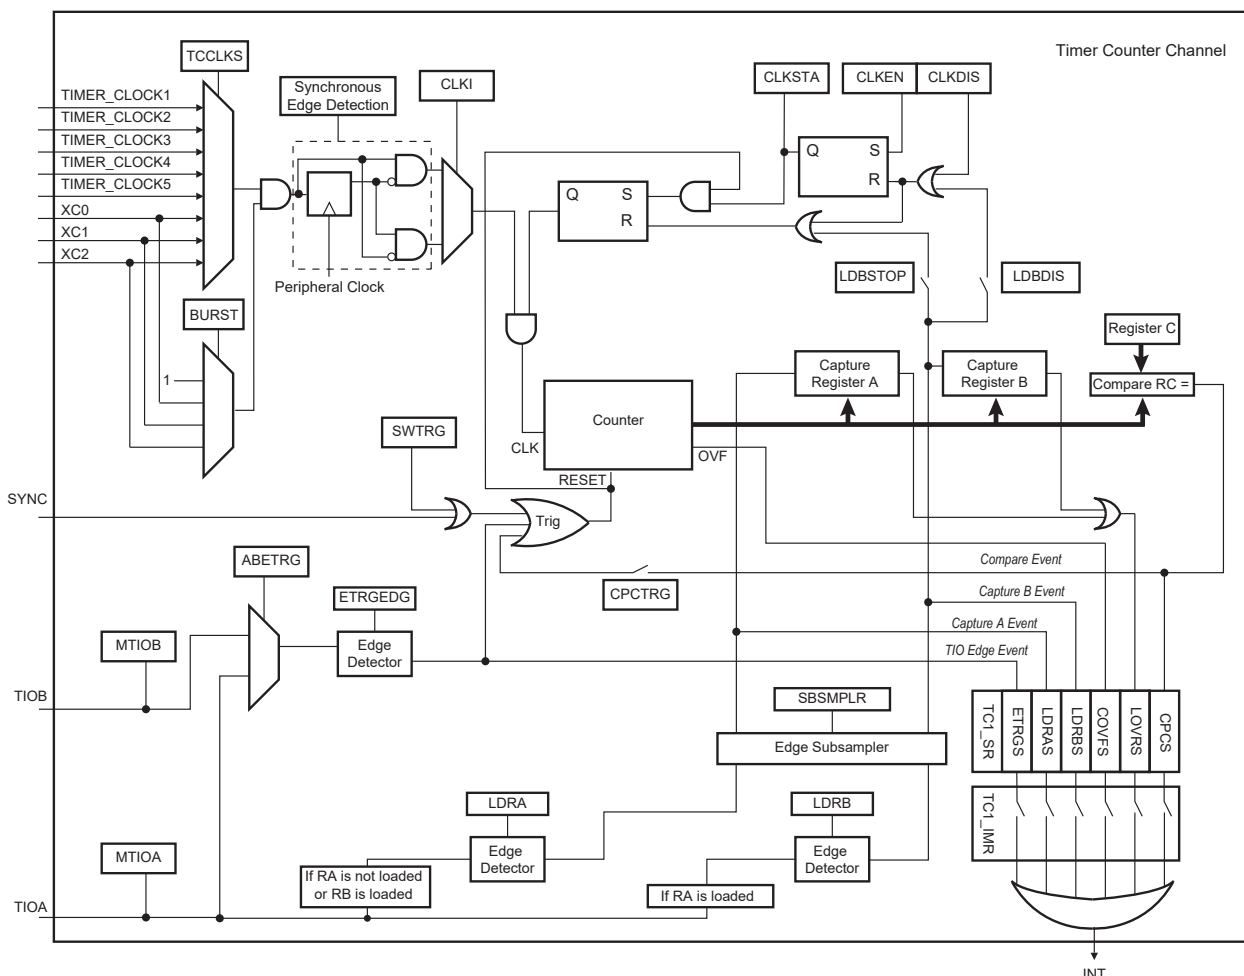 Timer Counter Channel
TCCLKS
TIMER_CLOCK1
TIMER_CLOCK2
TIMER_CLOCK3
TIMER_CLOCK4
TIMER_CLOCK5
XC0
XC1
XC2
Synchronous
Edge Detection
CLKI
Peripheral Clock
CLKSTA
CLKEN
CLKDIS
Q
S
R
Q
S
R
LDBSTOP
LDBDIS
BURST
1
Register C
Capture
Register A
Capture
Register B
Compare RC =
Counter
CLK
OVF
RESET
SWTRG
SYNC
Trig
ABETRG
ETRGEDG
CPCTRG
Compare Event
Capture B Event
Capture A Event
TIO Edge Event
MTIOB
Edge
Detector
TIOB
SBSMPLR
Edge Subsampler
TC1_SR
ETRGS
LDRAS
LDRBS
COVFS
LOVRS
CPCS
TC1_IMR
LDRA
LDRB
Edge
Detector
Edge
Detector
MTIOA
If RA is not loaded
or RB is loaded
If RA is loaded
TIOA
INT